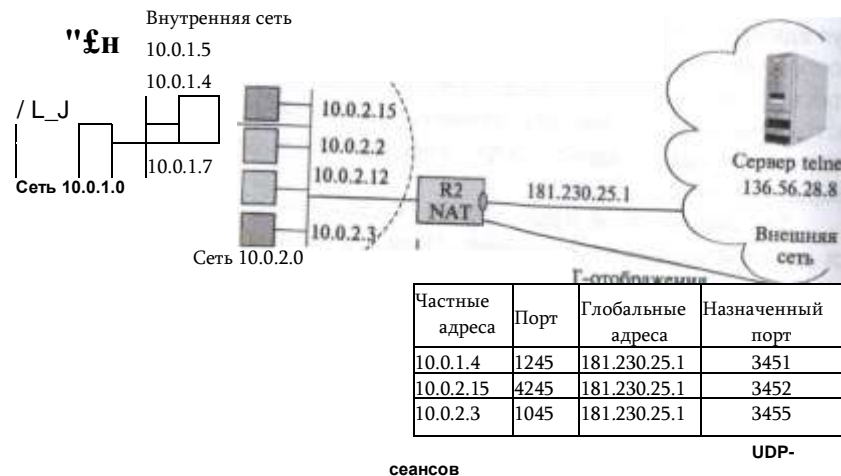 Внутренняя сеть
"£н
10.0.1.5
10.0.1.4
/ L_J
10.0.1.7
Сеть 10.0.1.0
10.0.2.15
10.0.2.2
10.0.2.12
10.0.2.3
Сеть 10.0.2.0
R2
NAT
181.230.25.1
Сервер telne
136.56.28.8
Внешняя
сеть
Г-отображения
Частные адреса Порт Глобальные адреса Назначенный порт
10.0.1.4 1245 181.230.25.1 3451
10.0.2.15 4245 181.230.25.1 3452
10.0.2.3 1045 181.230.25.1 3455
UDP-
сеансов